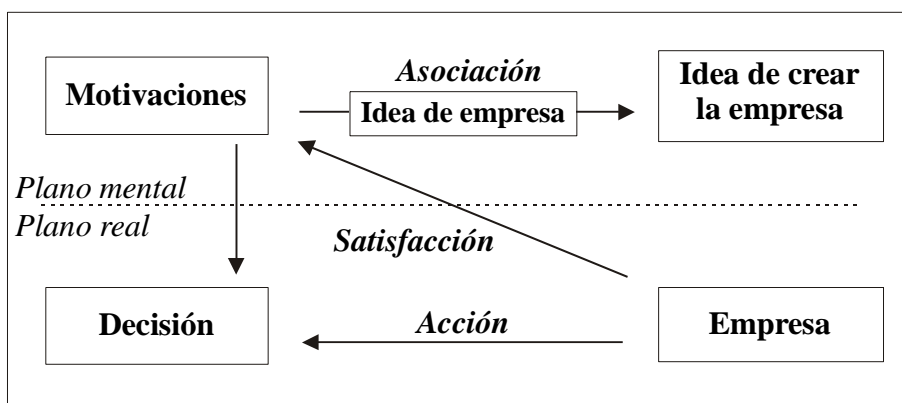 Asociación
Motivaciones
Idea de empresa
Idea de crear
la empresa
Plano mental
Plano real
Satisfacción
Decisión
Acción
Empresa